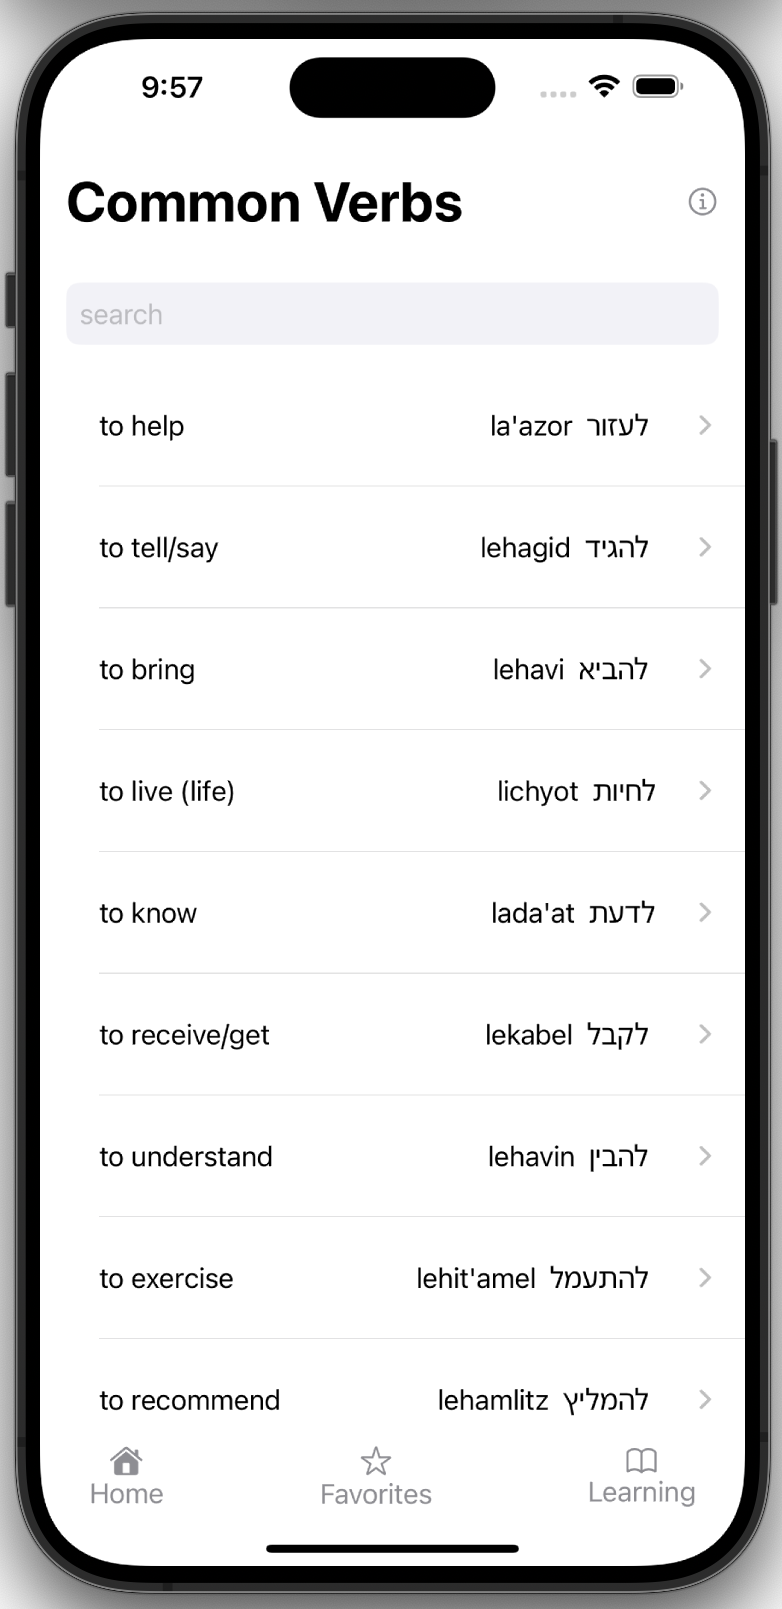 9:57
Common Verbs
search
to help la'azor לעזור
to tell/say lehagid להגיד
to bring lehavi להביא
to live (life) lichyot לחיות
to know lada'at לדעת
to receive/get lekabel לקבל
to understand lehavin להבין
to exercise lehit'amel להתעמל
to recommend lehamlitz להמליץ
Home Favorites Learning